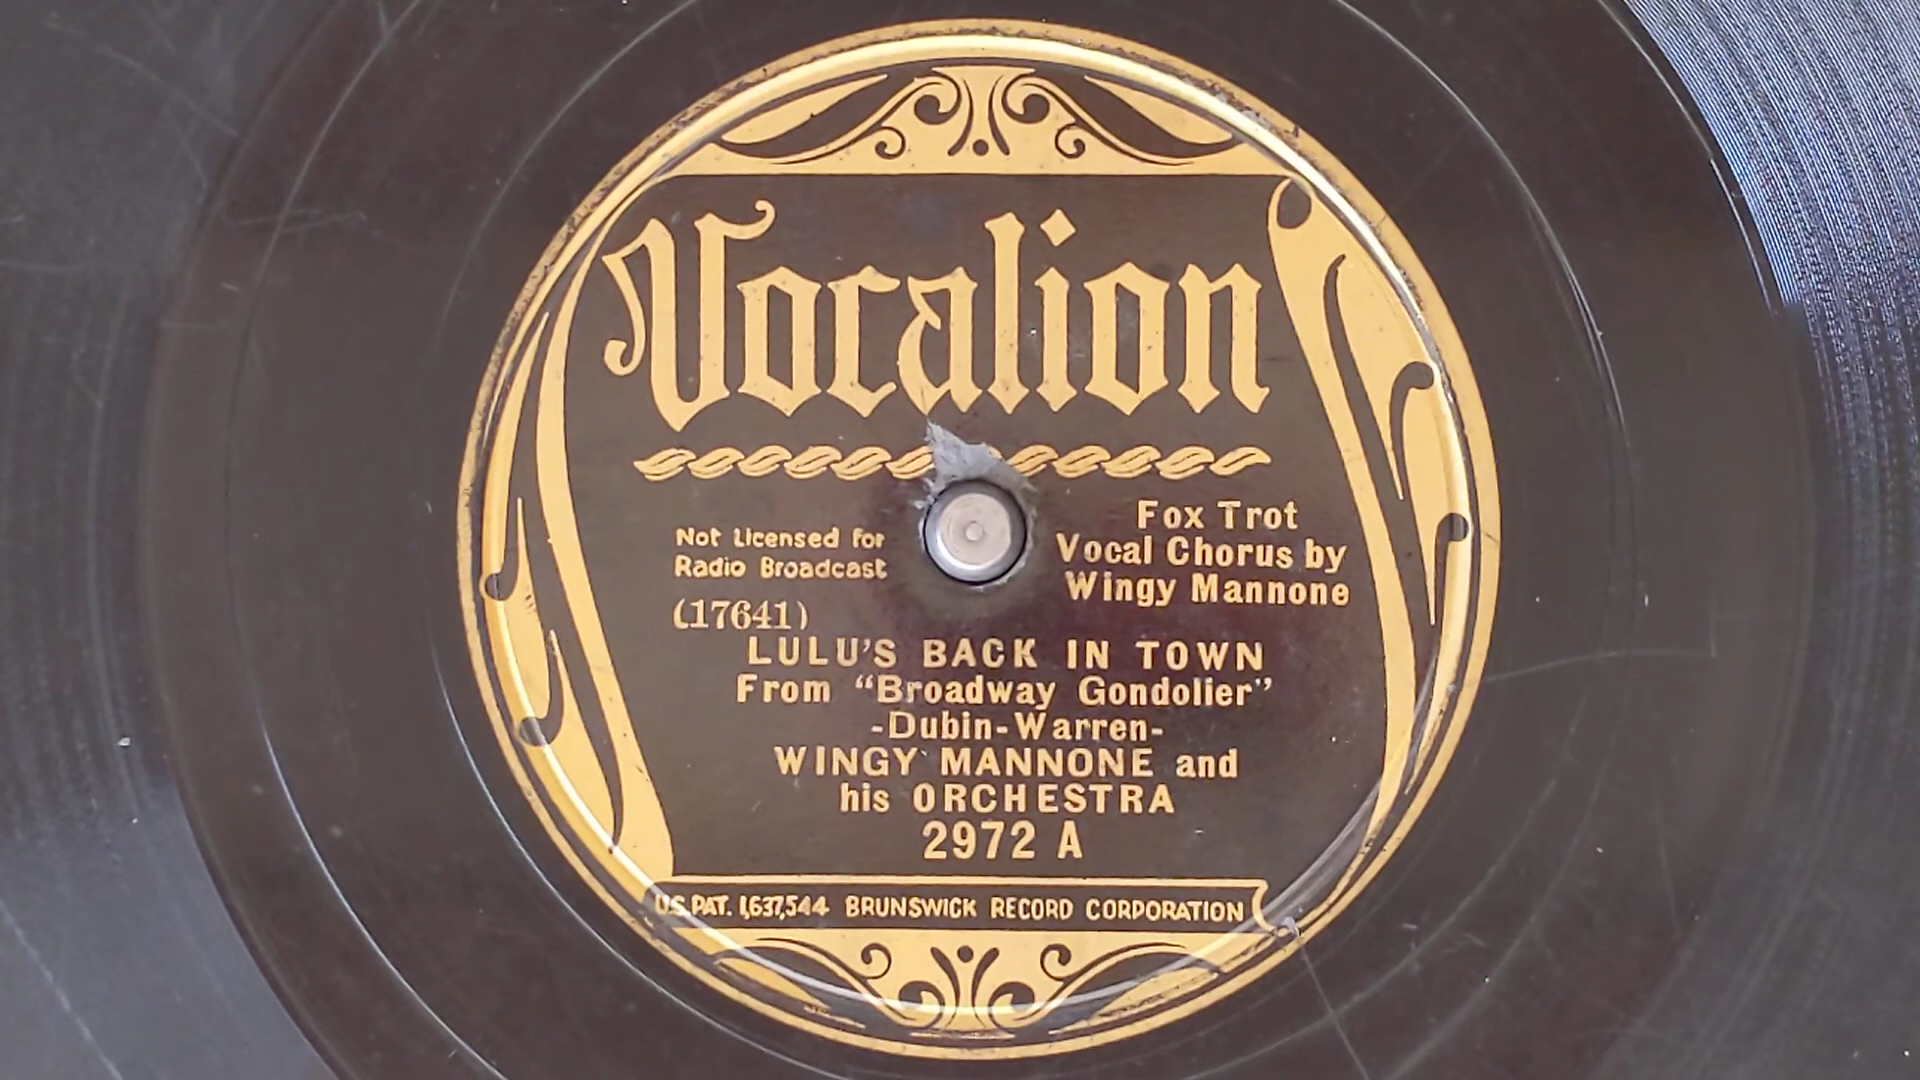 Vocalion
Not Licensed for
Radio Broadcast
(17641)
Fox Trot
Vocal Chorus by
Wingy Mannone
LULU'S BACK IN TOWN
From “Broadway Gondolier”
-Dubin-Warren-
WINGY MANNONE and
his ORCHESTRA
2972 A
U.S. PAT. 1,637,544 BRUNSWICK RECORD CORPORATION